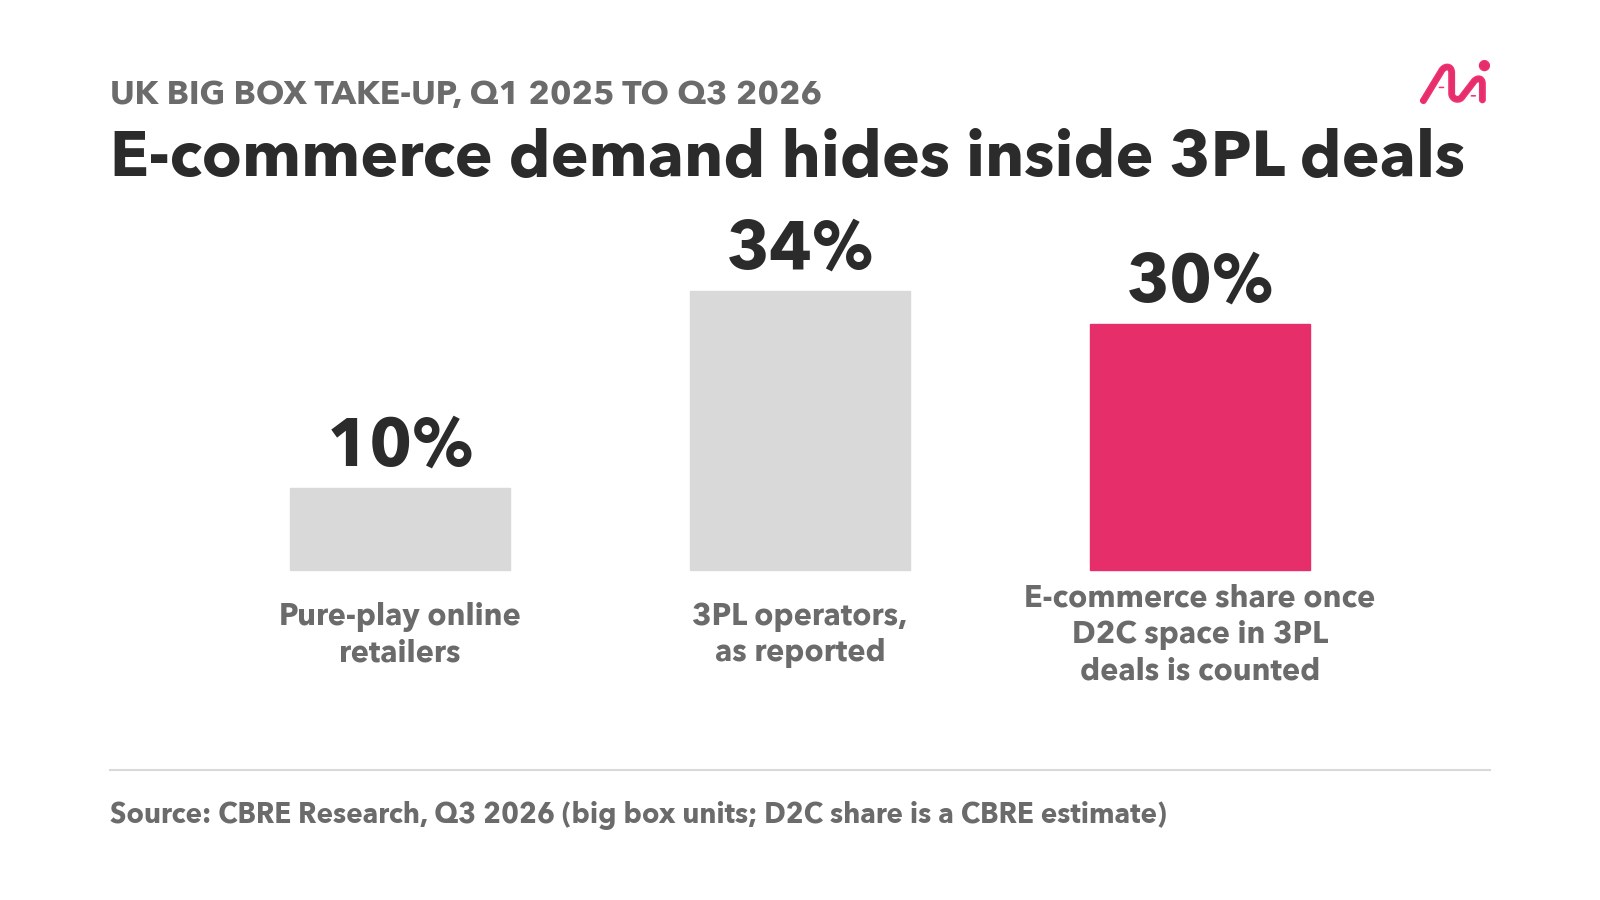 UK BIG BOX TAKE-UP, Q1 2025 TO Q3 2026
E-commerce demand hides inside 3PL deals
10%
34%
30%
Pure-play online
retailers
3PL operators,
as reported
E-commerce share once
D2C space in 3PL
deals is counted
Source: CBRE Research, Q3 2026 (big box units; D2C share is a CBRE estimate)